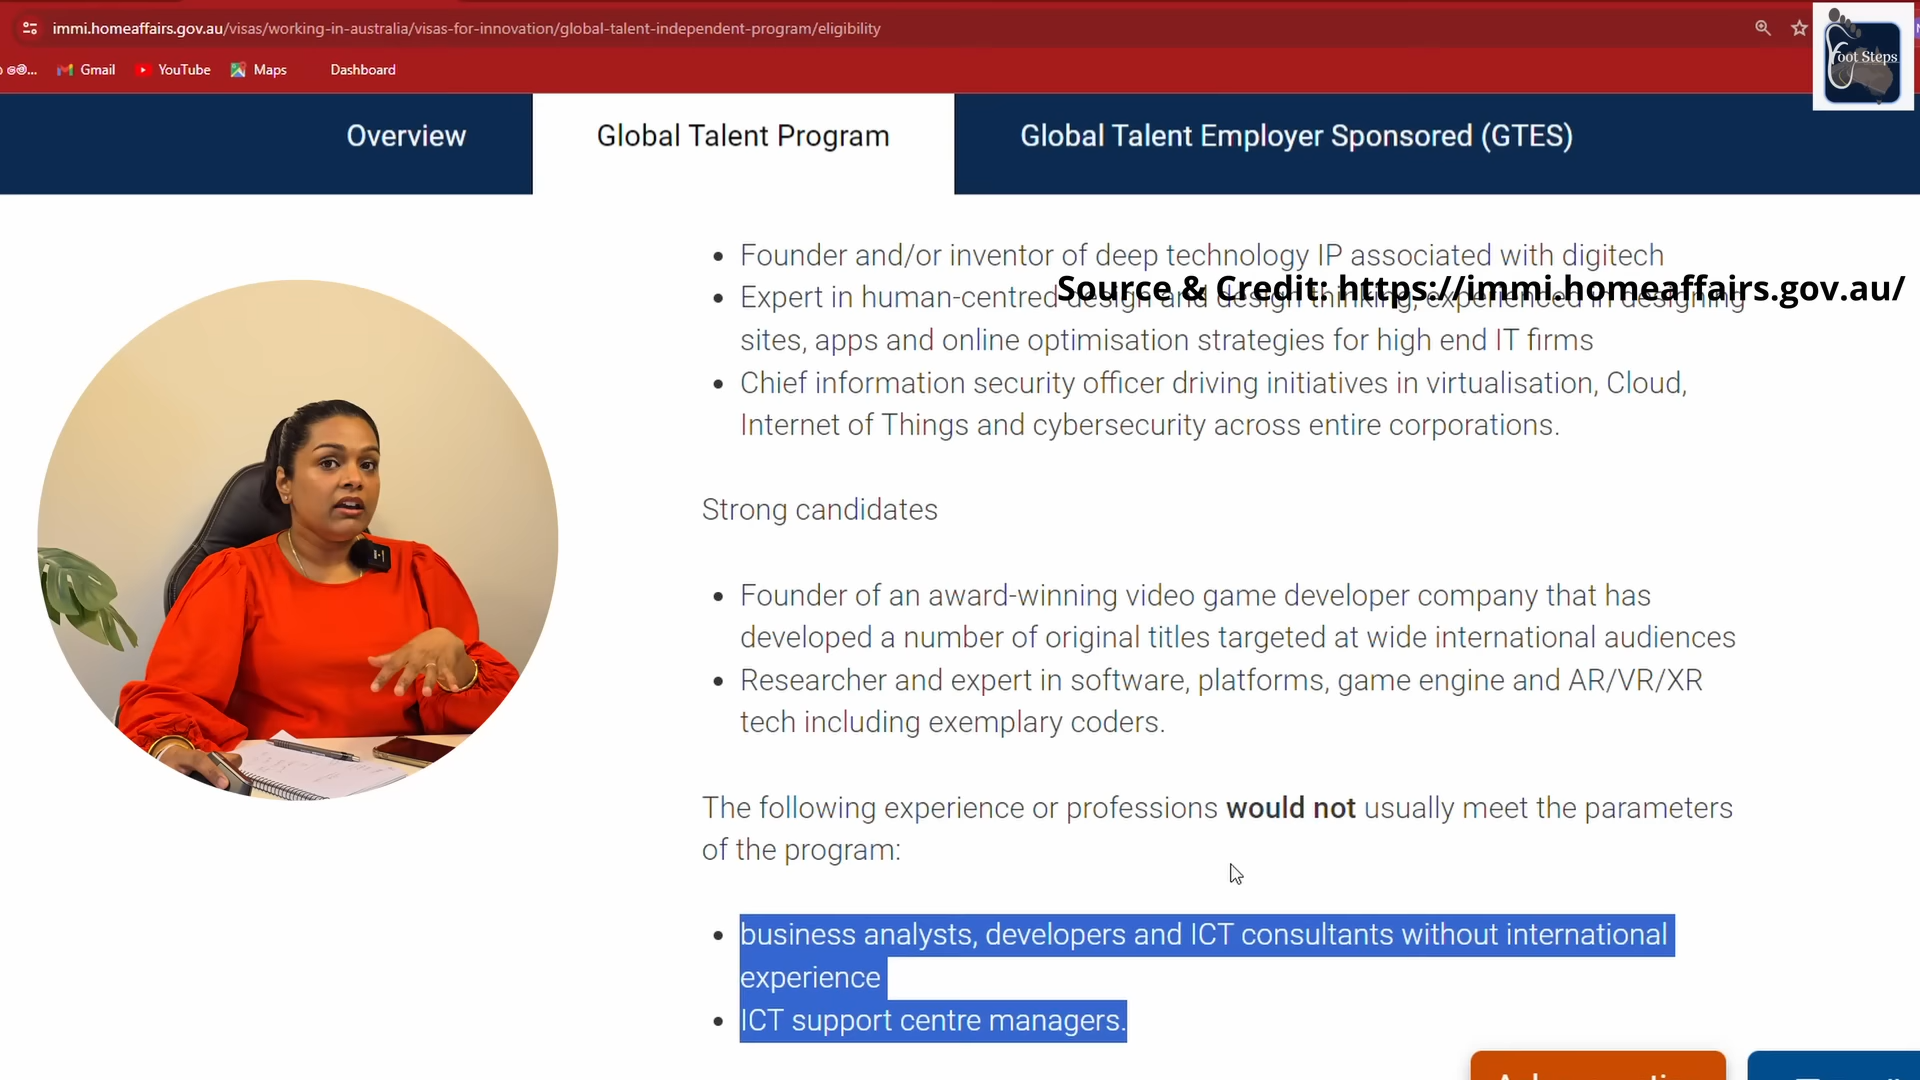 immi.homeaffairs.gov.au/visas/working-in-australia/visas-for-innovation/global-talent-independent-program/eligibility
Gmail YouTube Maps Dashboard
Foot Steps
Overview Global Talent Program Global Talent Employer Sponsored (GTES)
Founder and/or inventor of deep technology IP associated with digitech
Source & Credit: https://immi.homeaffairs.gov.au/
Expert in human-centred design and design thinking, experienced in designing
sites, apps and online optimisation strategies for high end IT firms
Chief information security officer driving initiatives in virtualisation, Cloud,
Internet of Things and cybersecurity across entire corporations.
Strong candidates
Founder of an award-winning video game developer company that has
developed a number of original titles targeted at wide international audiences
Researcher and expert in software, platforms, game engine and AR/VR/XR
tech including exemplary coders.
The following experience or professions would not usually meet the parameters
of the program:
business analysts, developers and ICT consultants without international
experience
ICT support centre managers.